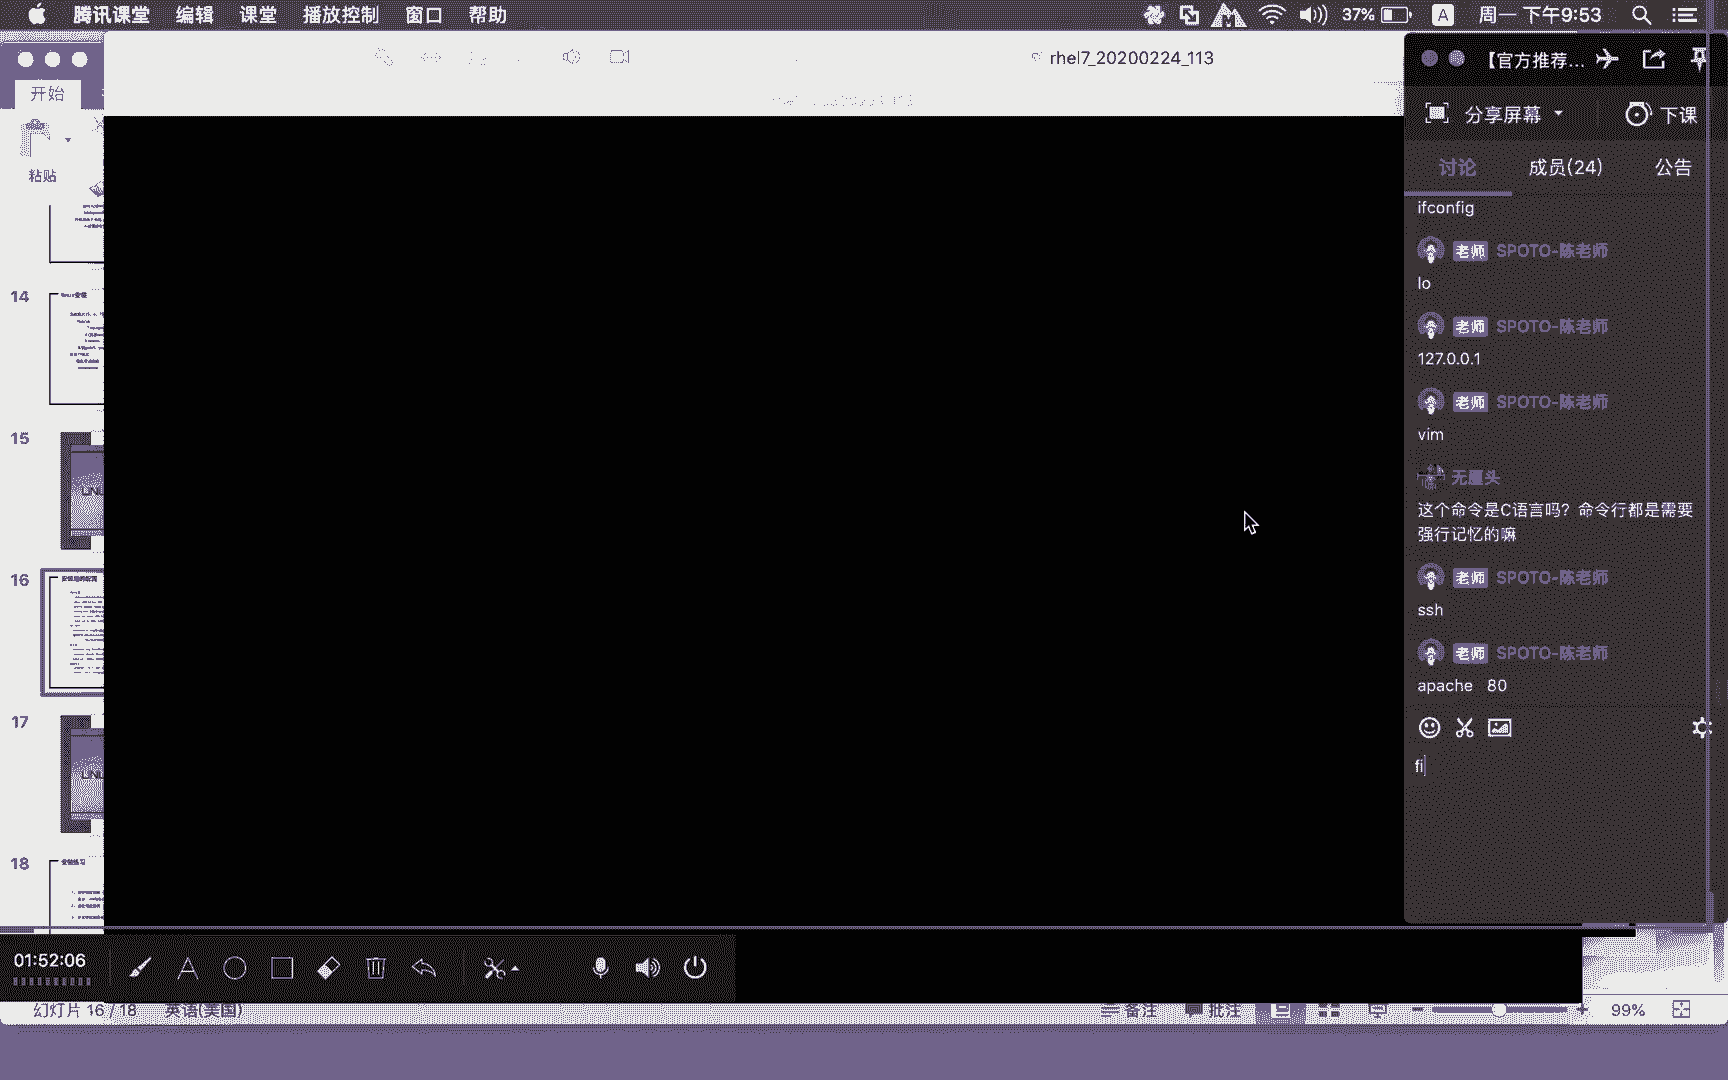 腾讯课堂 编辑 课堂 播放控制 窗口 帮助
37% A 周一 下午9:53
rhel7_20200224_113
开始
粘贴
14
15
16
17
18
【官方推荐...
分享屏幕 下课
讨论 成员(24) 公告
ifconfig
老师 SPOTO-陈老师
lo
老师 SPOTO-陈老师
127.0.0.1
老师 SPOTO-陈老师
vim
无厘头
这个命令是C语言吗？命令行都是需要
强行记忆的嘛
老师 SPOTO-陈老师
ssh
老师 SPOTO-陈老师
apache 80
fi
01:52:06
幻灯片 16 / 18 英语(美国) 备注 批注 99%